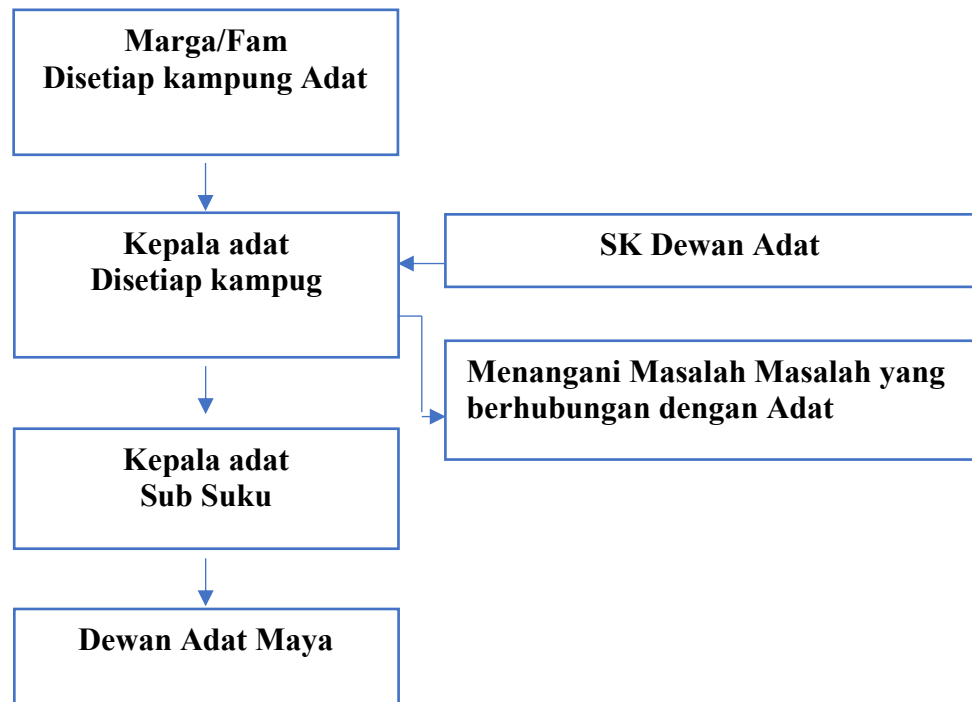 Marga/Fam
Disetiap kampung Adat
Kepala adat
Disetiap kampug
SK Dewan Adat
Menangani Masalah Masalah yang
berhubungan dengan Adat
Kepala adat
Sub Suku
Dewan Adat Maya